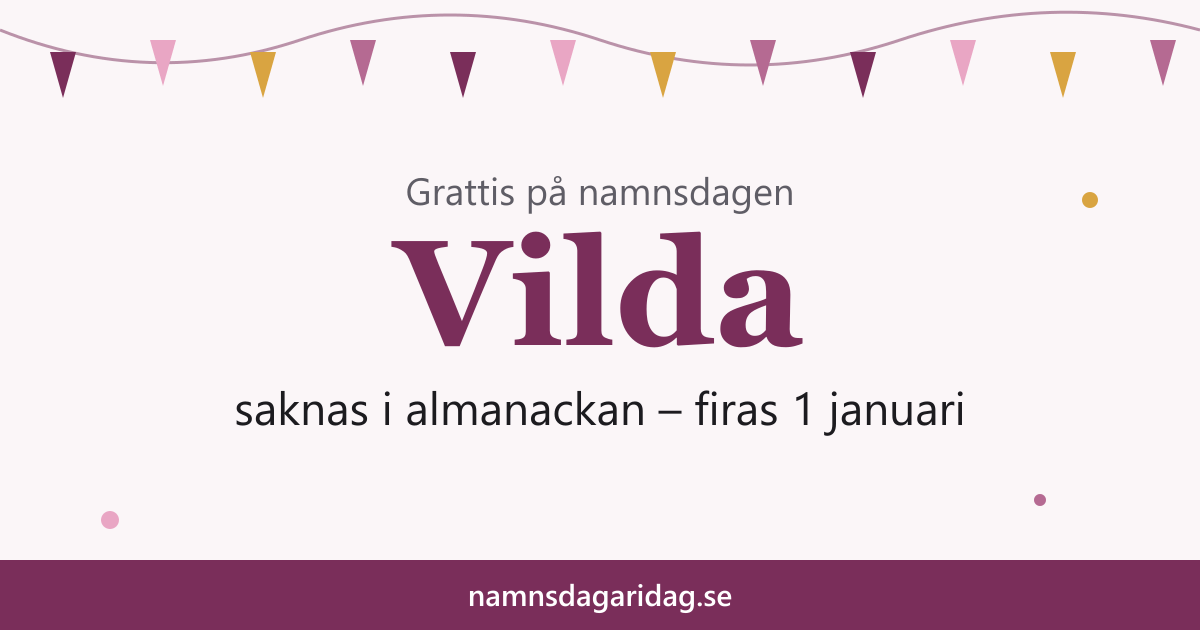 Grattis på namnsdagen
Vilda
saknas i almanackan – firas 1 januari
namnsdagaridag.se